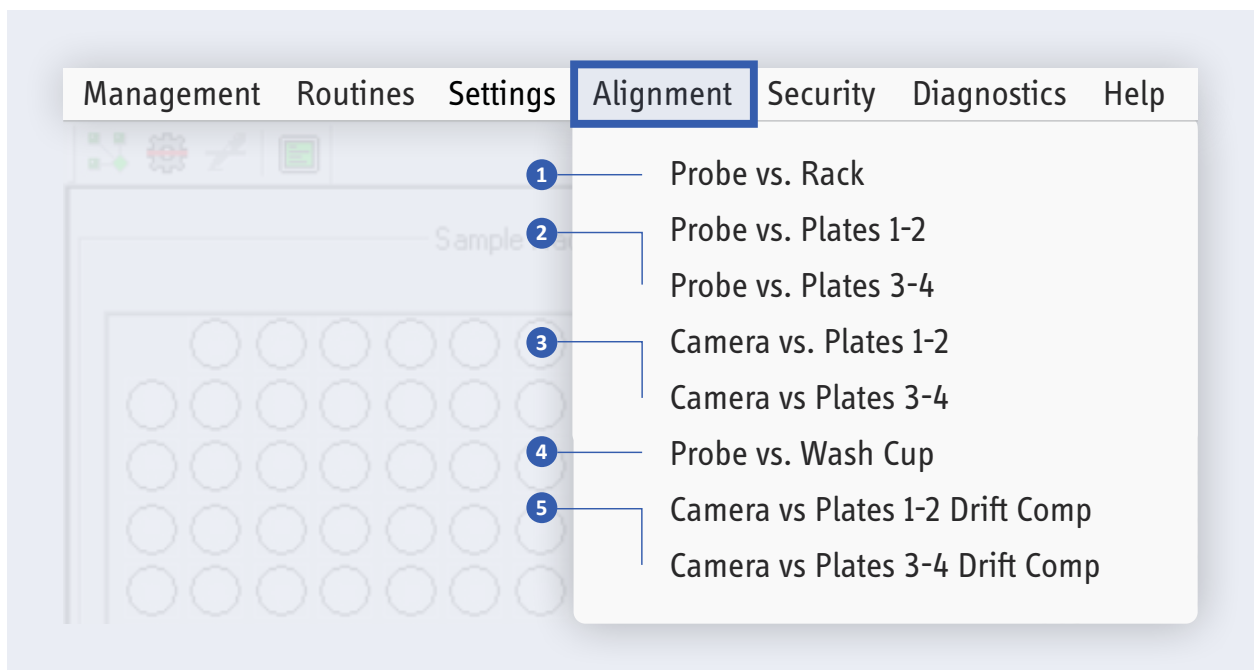 Management Routines Settings Alignment Security Diagnostics Help
1 Probe vs. Rack
Sample
2 Probe vs. Plates 1-2
Probe vs. Plates 3-4
3 Camera vs. Plates 1-2
Camera vs Plates 3-4
4 Probe vs. Wash Cup
5 Camera vs Plates 1-2 Drift Comp
Camera vs Plates 3-4 Drift Comp